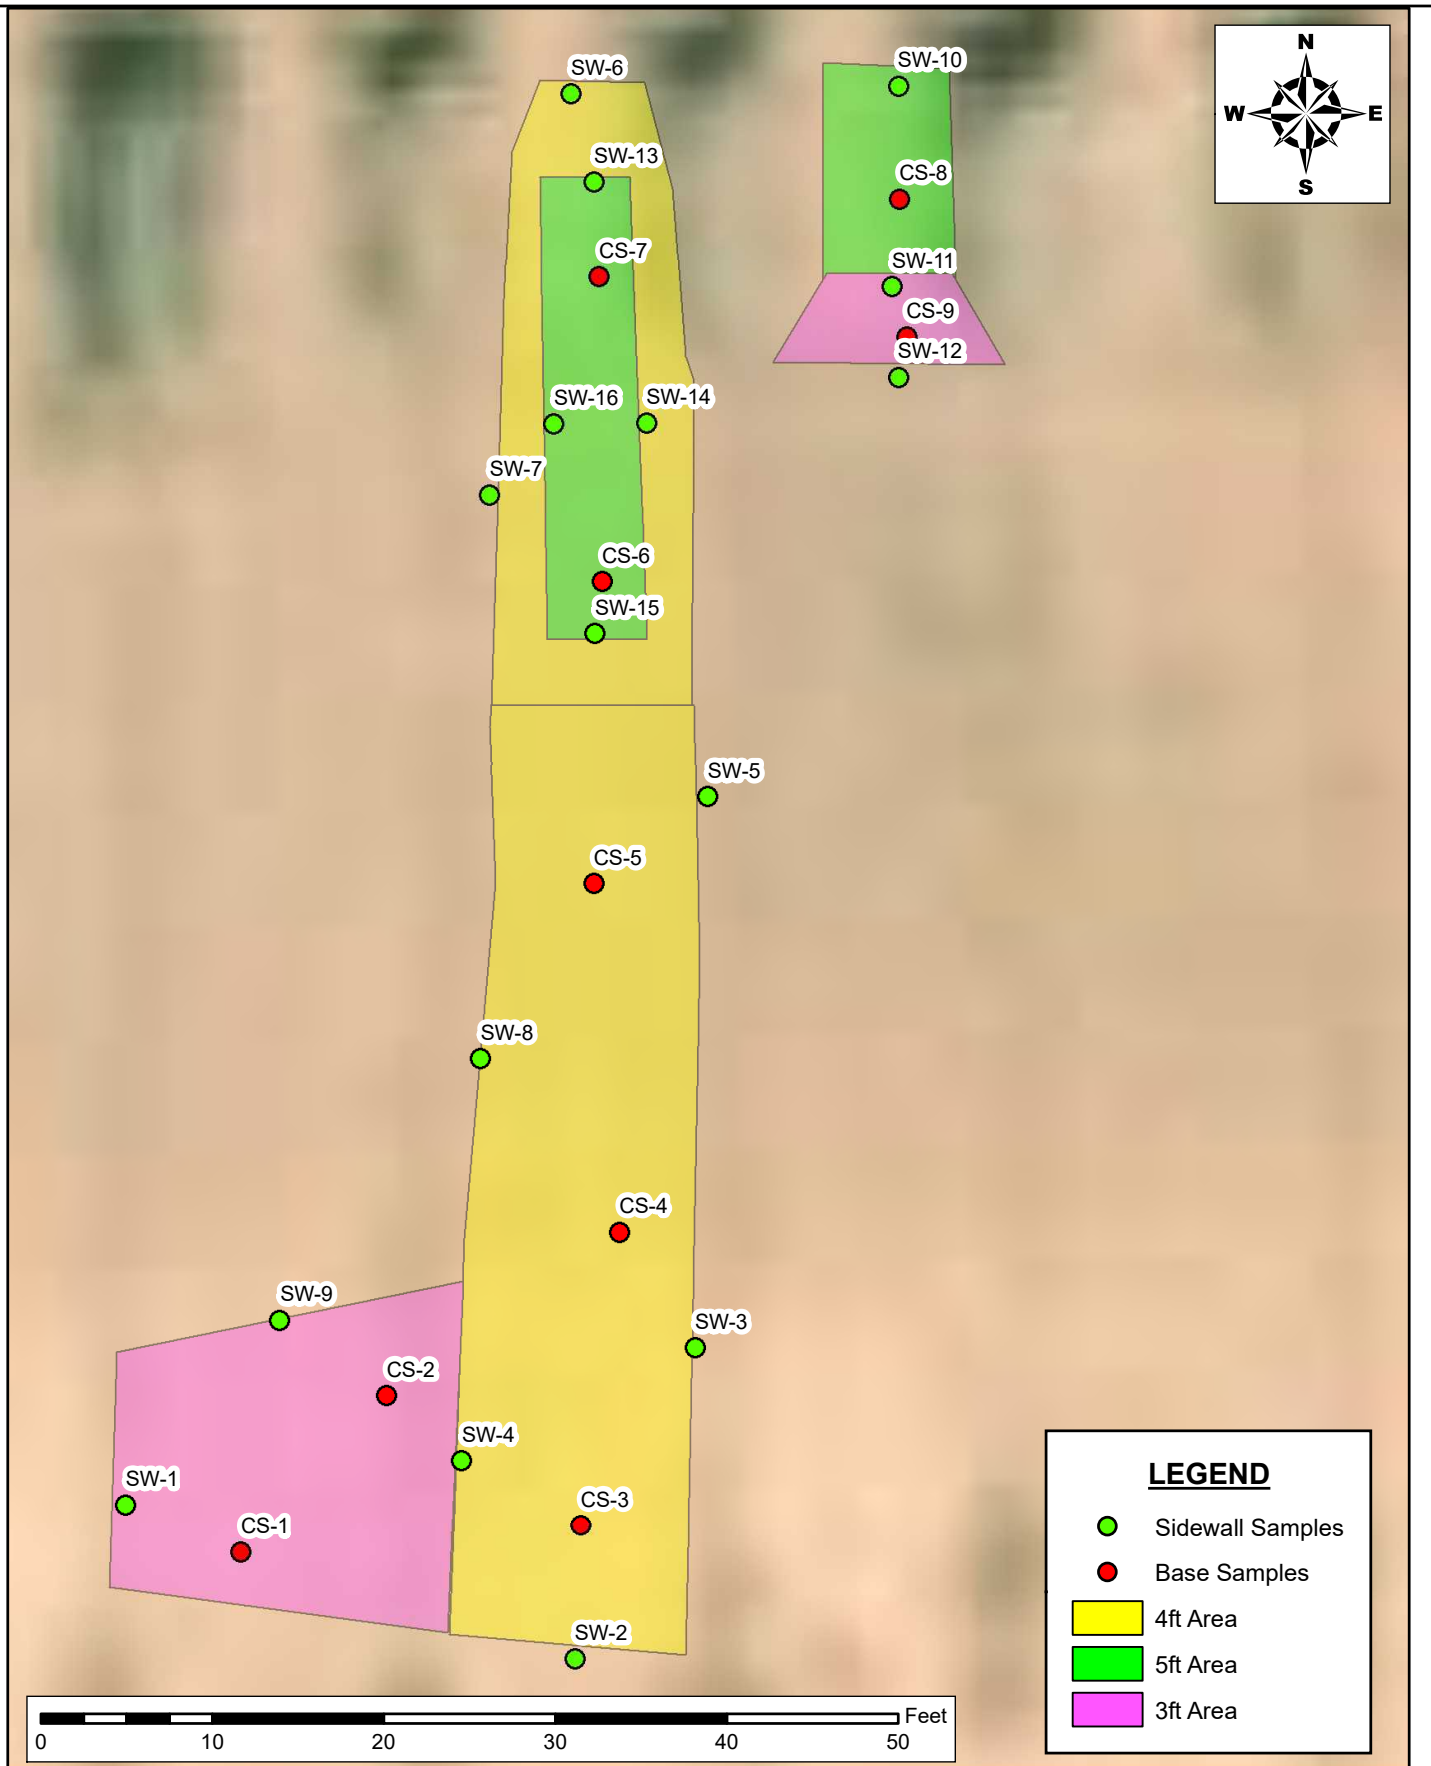 SW-6
SW-10
N
W
E
S
SW-13
CS-8
CS-7
SW-11
CS-9
SW-12
SW-16
SW-14
SW-7
CS-6
SW-15
SW-5
CS-5
SW-8
CS-4
SW-9
SW-3
CS-2
SW-4
SW-1
CS-3
CS-1
SW-2
LEGEND
Sidewall Samples
Base Samples
4ft Area
5ft Area
3ft Area
Feet
0 10 20 30 40 50